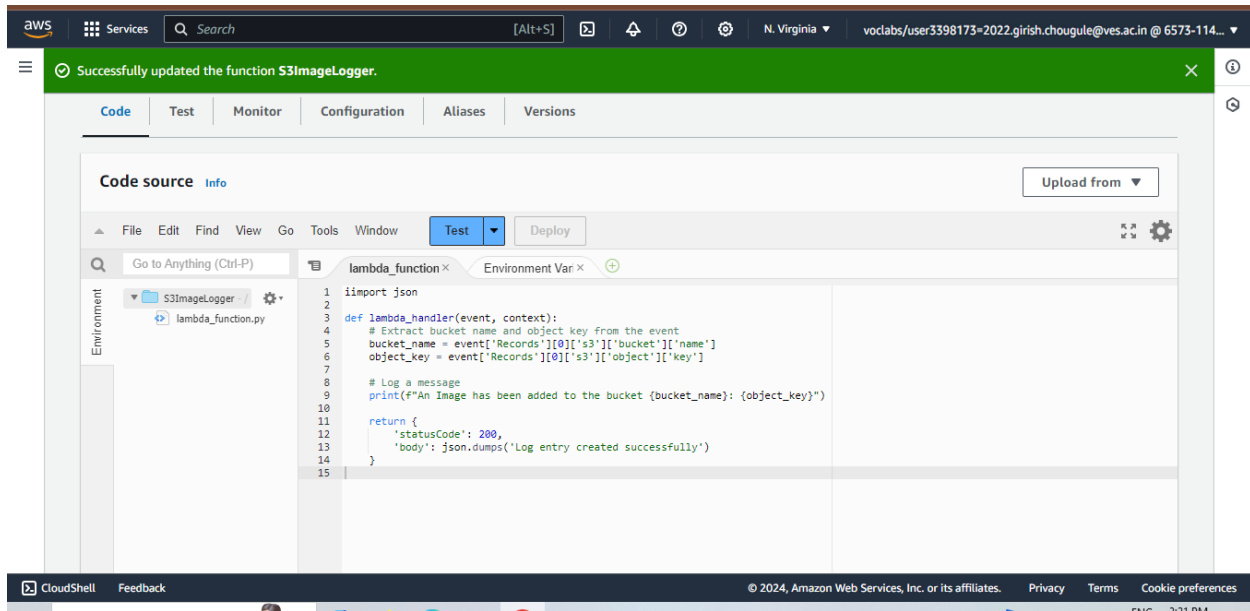 aws Services Search [Alt+S] N. Virginia ▼ voclabs/user3398173=2022.girish.chougule@ves.ac.in @ 6573-114... ▼
Successfully updated the function S3ImageLogger.
Code Test Monitor Configuration Aliases Versions
Code source Info Upload from ▼
File Edit Find View Go Tools Window Test Deploy
Go to Anything (Ctrl-P) lambda_function × Environment Var ×
Environment
S3ImageLogger - /
lambda_function.py
1 iimport json
2
3 def lambda_handler(event, context):
4     # Extract bucket name and object key from the event
5     bucket_name = event['Records'][0]['s3']['bucket']['name']
6     object_key = event['Records'][0]['s3']['object']['key']
7
8     # Log a message
9     print(f"An Image has been added to the bucket {bucket_name}: {object_key}")
10
11     return {
12         'statusCode': 200,
13         'body': json.dumps('Log entry created successfully')
14     }
15
CloudShell Feedback © 2024, Amazon Web Services, Inc. or its affiliates. Privacy Terms Cookie preferences
ENG 3:31 PM